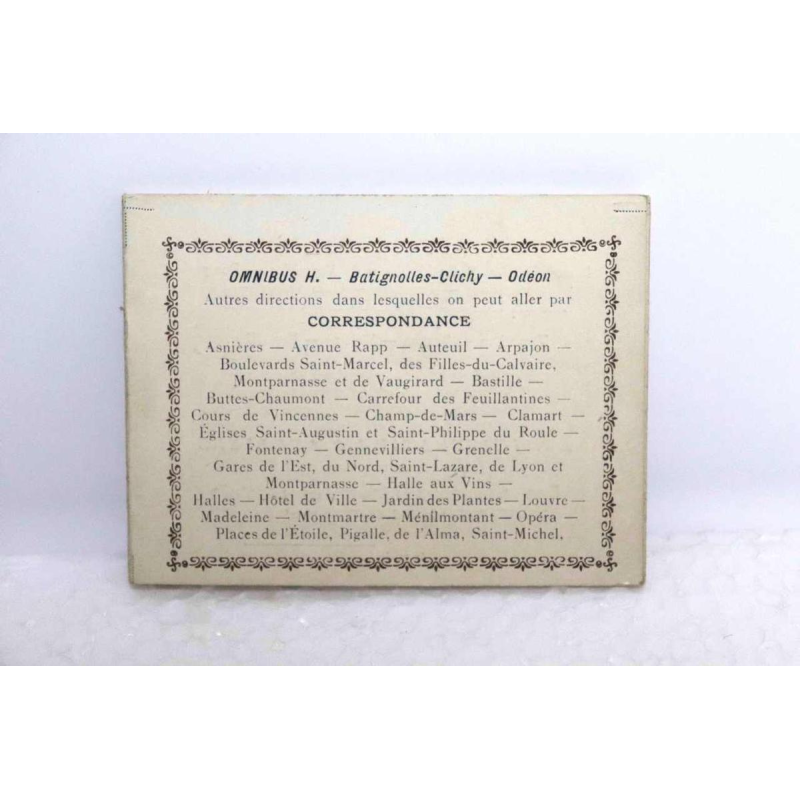 OMNIBUS H. — Batignolles-Clichy — Odéon
Autres directions dans lesquelles on peut aller par
CORRESPONDANCE
Asnières — Avenue Rapp — Auteuil — Arpajon —
Boulevards Saint-Marcel, des Filles-du-Calvaire,
Montparnasse et de Vaugirard — Bastille —
Buttes-Chaumont — Carrefour des Feuillantines —
Cours de Vincennes — Champ-de-Mars — Clamart —
Églises Saint-Augustin et Saint-Philippe du Roule —
Fontenay — Gennevilliers — Grenelle —
Gares de l'Est, du Nord, Saint-Lazare, de Lyon et
Montparnasse — Halle aux Vins —
Halles — Hôtel de Ville — Jardin des Plantes — Louvre —
Madeleine — Montmartre — Ménilmontant — Opéra —
Places de l'Étoile, Pigalle, de l'Alma, Saint-Michel,